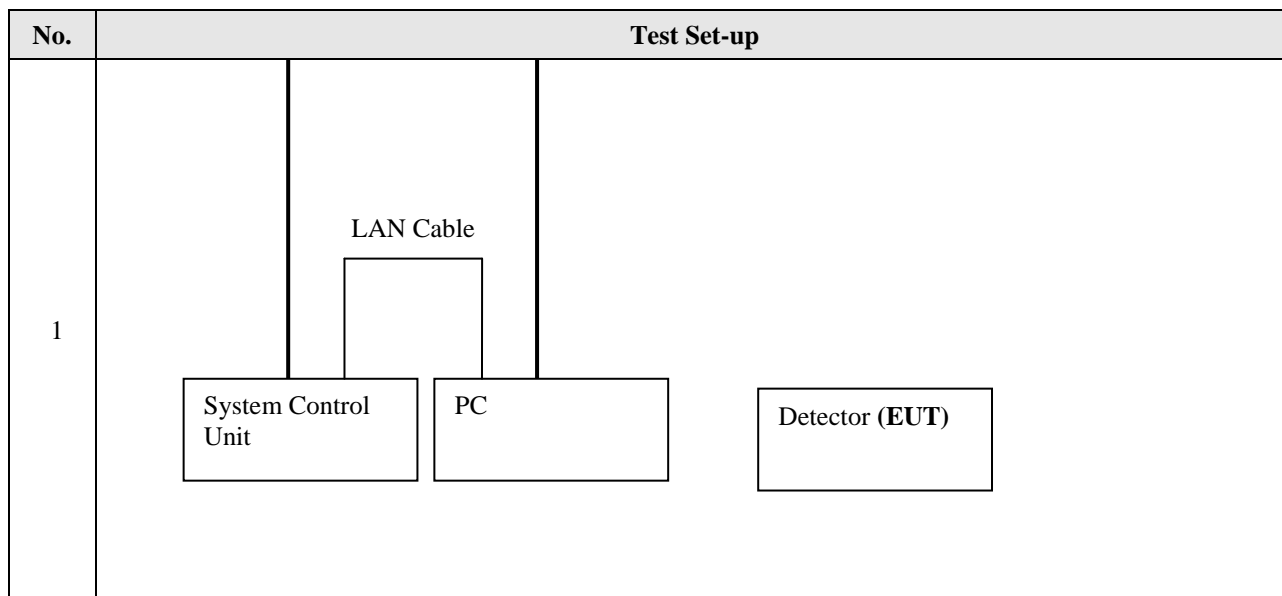 No.
Test Set-up
1
LAN Cable
System Control
Unit
PC
Detector (EUT)